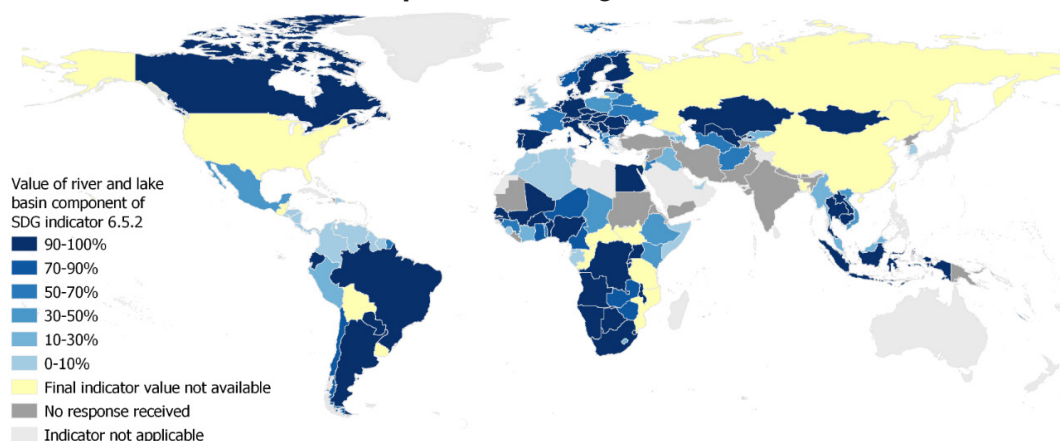 Value of river and lake
basin component of
SDG indicator 6.5.2
90-100%
70-90%
50-70%
30-50%
10-30%
0-10%
Final indicator value not available
No response received
Indicator not applicable